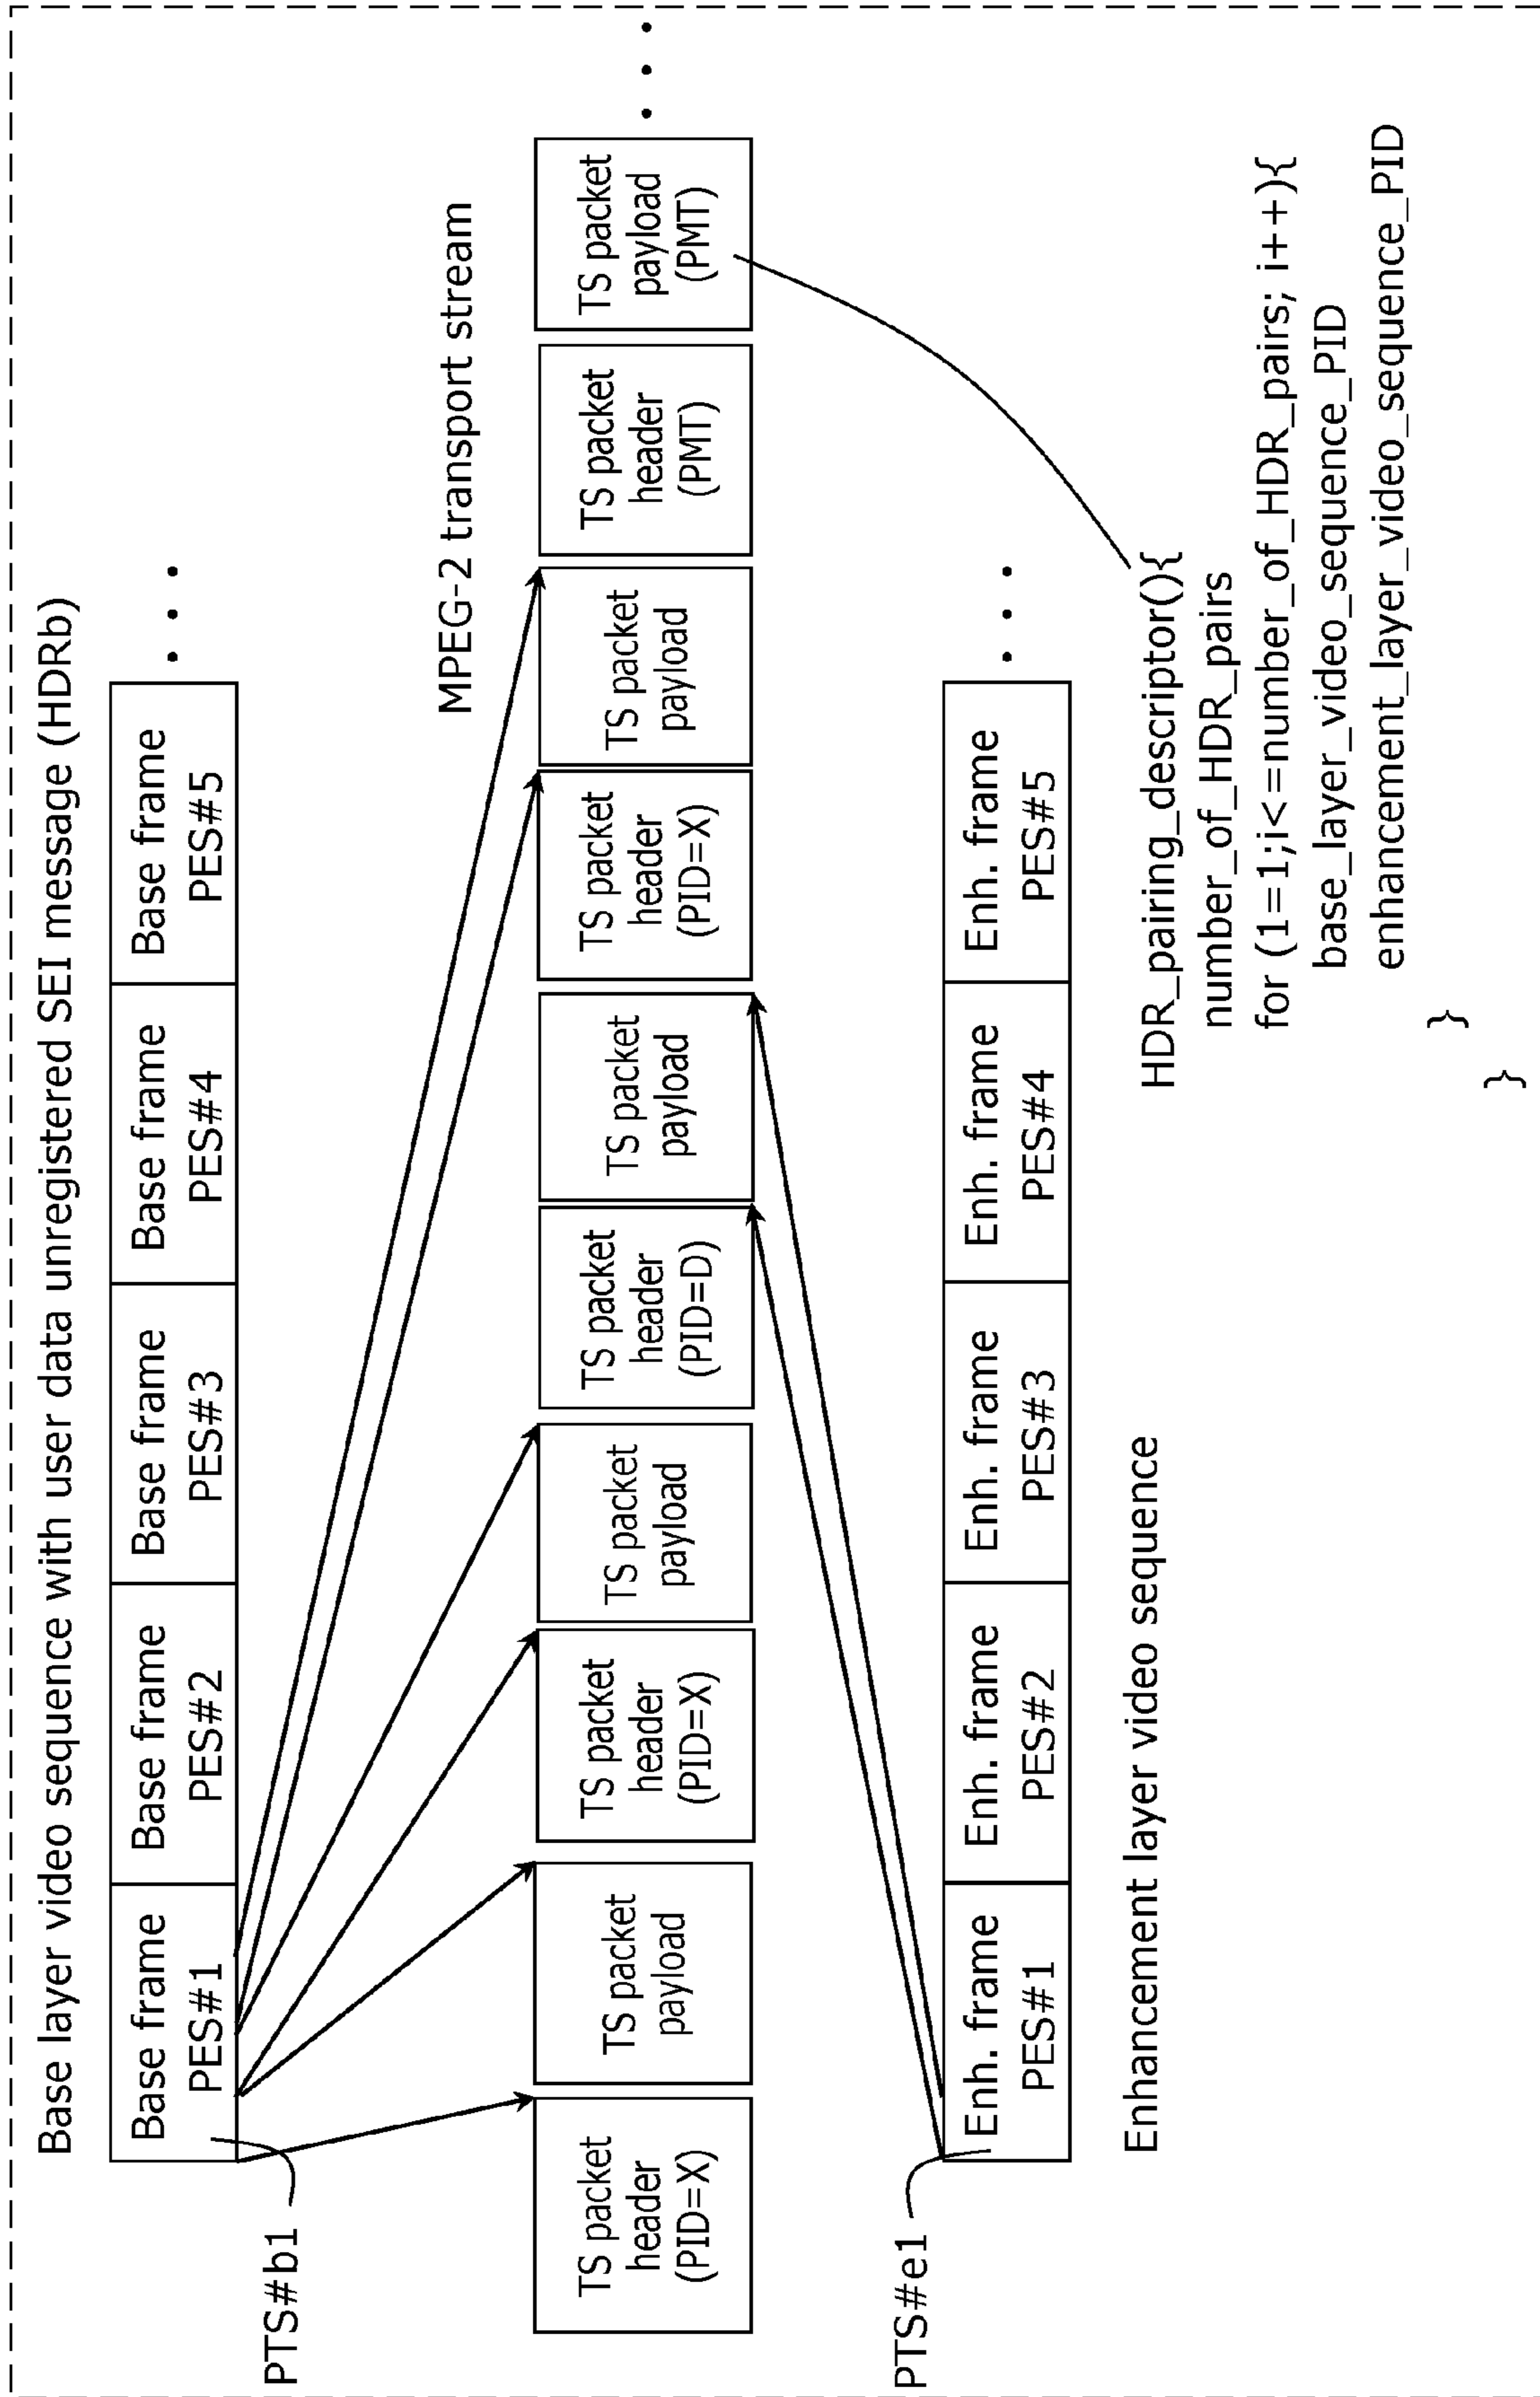 Base layer video sequence with user data unregistered SEI message (HDRb)
Base frame
PES#1
Base frame
PES#2
Base frame
PES#3
Base frame
PES#4
Base frame
PES#5
PTS#b1
MPEG-2 transport stream
TS packet
header
(PID=X)
TS packet
payload
TS packet
header
(PID=X)
TS packet
payload
TS packet
header
(PID=D)
TS packet
payload
TS packet
header
(PID=X)
TS packet
payload
TS packet
header
(PMT)
TS packet
payload
(PMT)
PTS#e1
Enh. frame
PES#1
Enh. frame
PES#2
Enh. frame
PES#3
Enh. frame
PES#4
Enh. frame
PES#5
Enhancement layer video sequence
HDR_pairing_descriptor(){
number_of_HDR_pairs
for (1=1;i<=number_of_HDR_pairs; i++){
base_layer_video_sequence_PID
enhancement_layer_video_sequence_PID
}
}